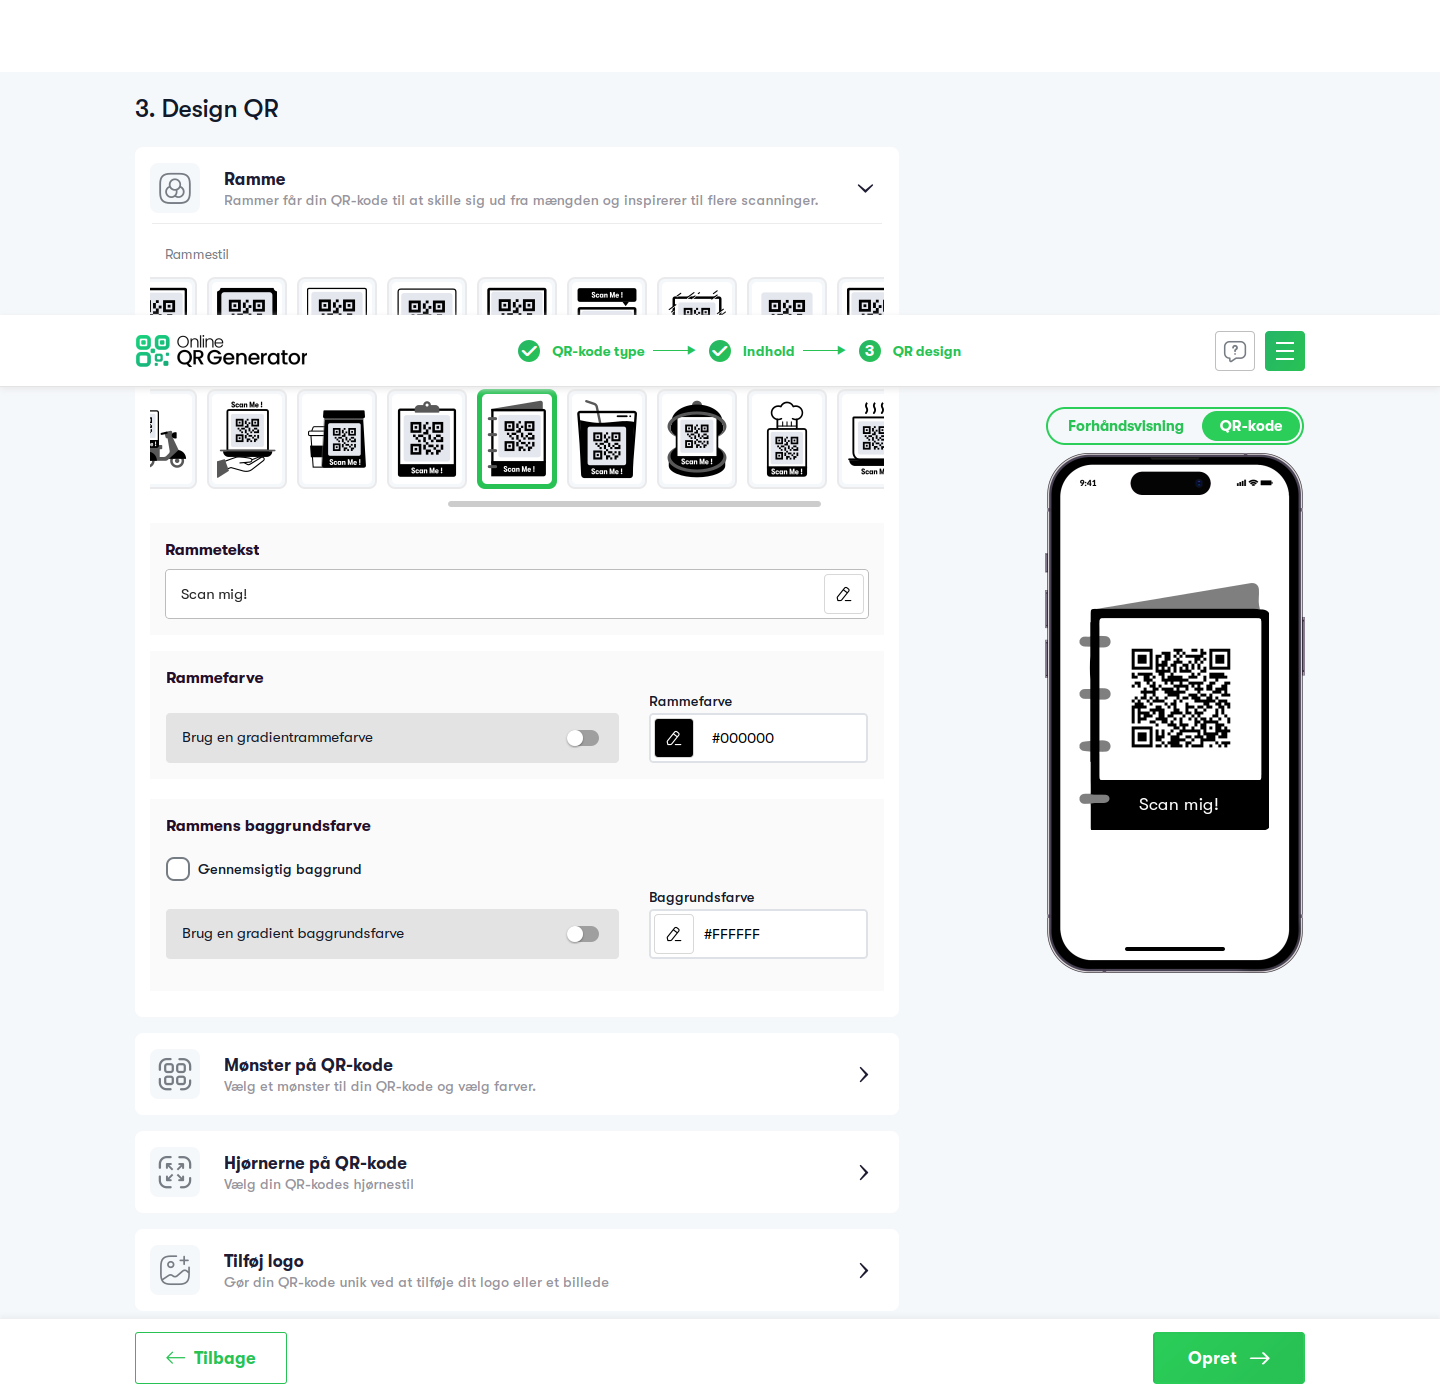 3. Design QR
Ramme
Rammer får din QR-kode til at skille sig ud fra mængden og inspirerer til flere scanninger.
Rammestil
Scan Me !
Online
QR Generator
QR-kode type
Indhold
3
QR design
Scan Me !
Scan Me !
Scan Me !
Scan Me !
Scan Me !
Scan Me !
Scan Me !
Scan M
Rammetekst
Scan mig!
Rammefarve
Brug en gradientrammefarve
Rammefarve
#000000
Rammens baggrundsfarve
Gennemsigtig baggrund
Brug en gradient baggrundsfarve
Baggrundsfarve
#FFFFFF
Forhåndsvisning
QR-kode
9:41
Scan mig!
Mønster på QR-kode
Vælg et mønster til din QR-kode og vælg farver.
Hjørnerne på QR-kode
Vælg din QR-kodes hjørnestil
Tilføj logo
Gør din QR-kode unik ved at tilføje dit logo eller et billede
Tilbage
Opret